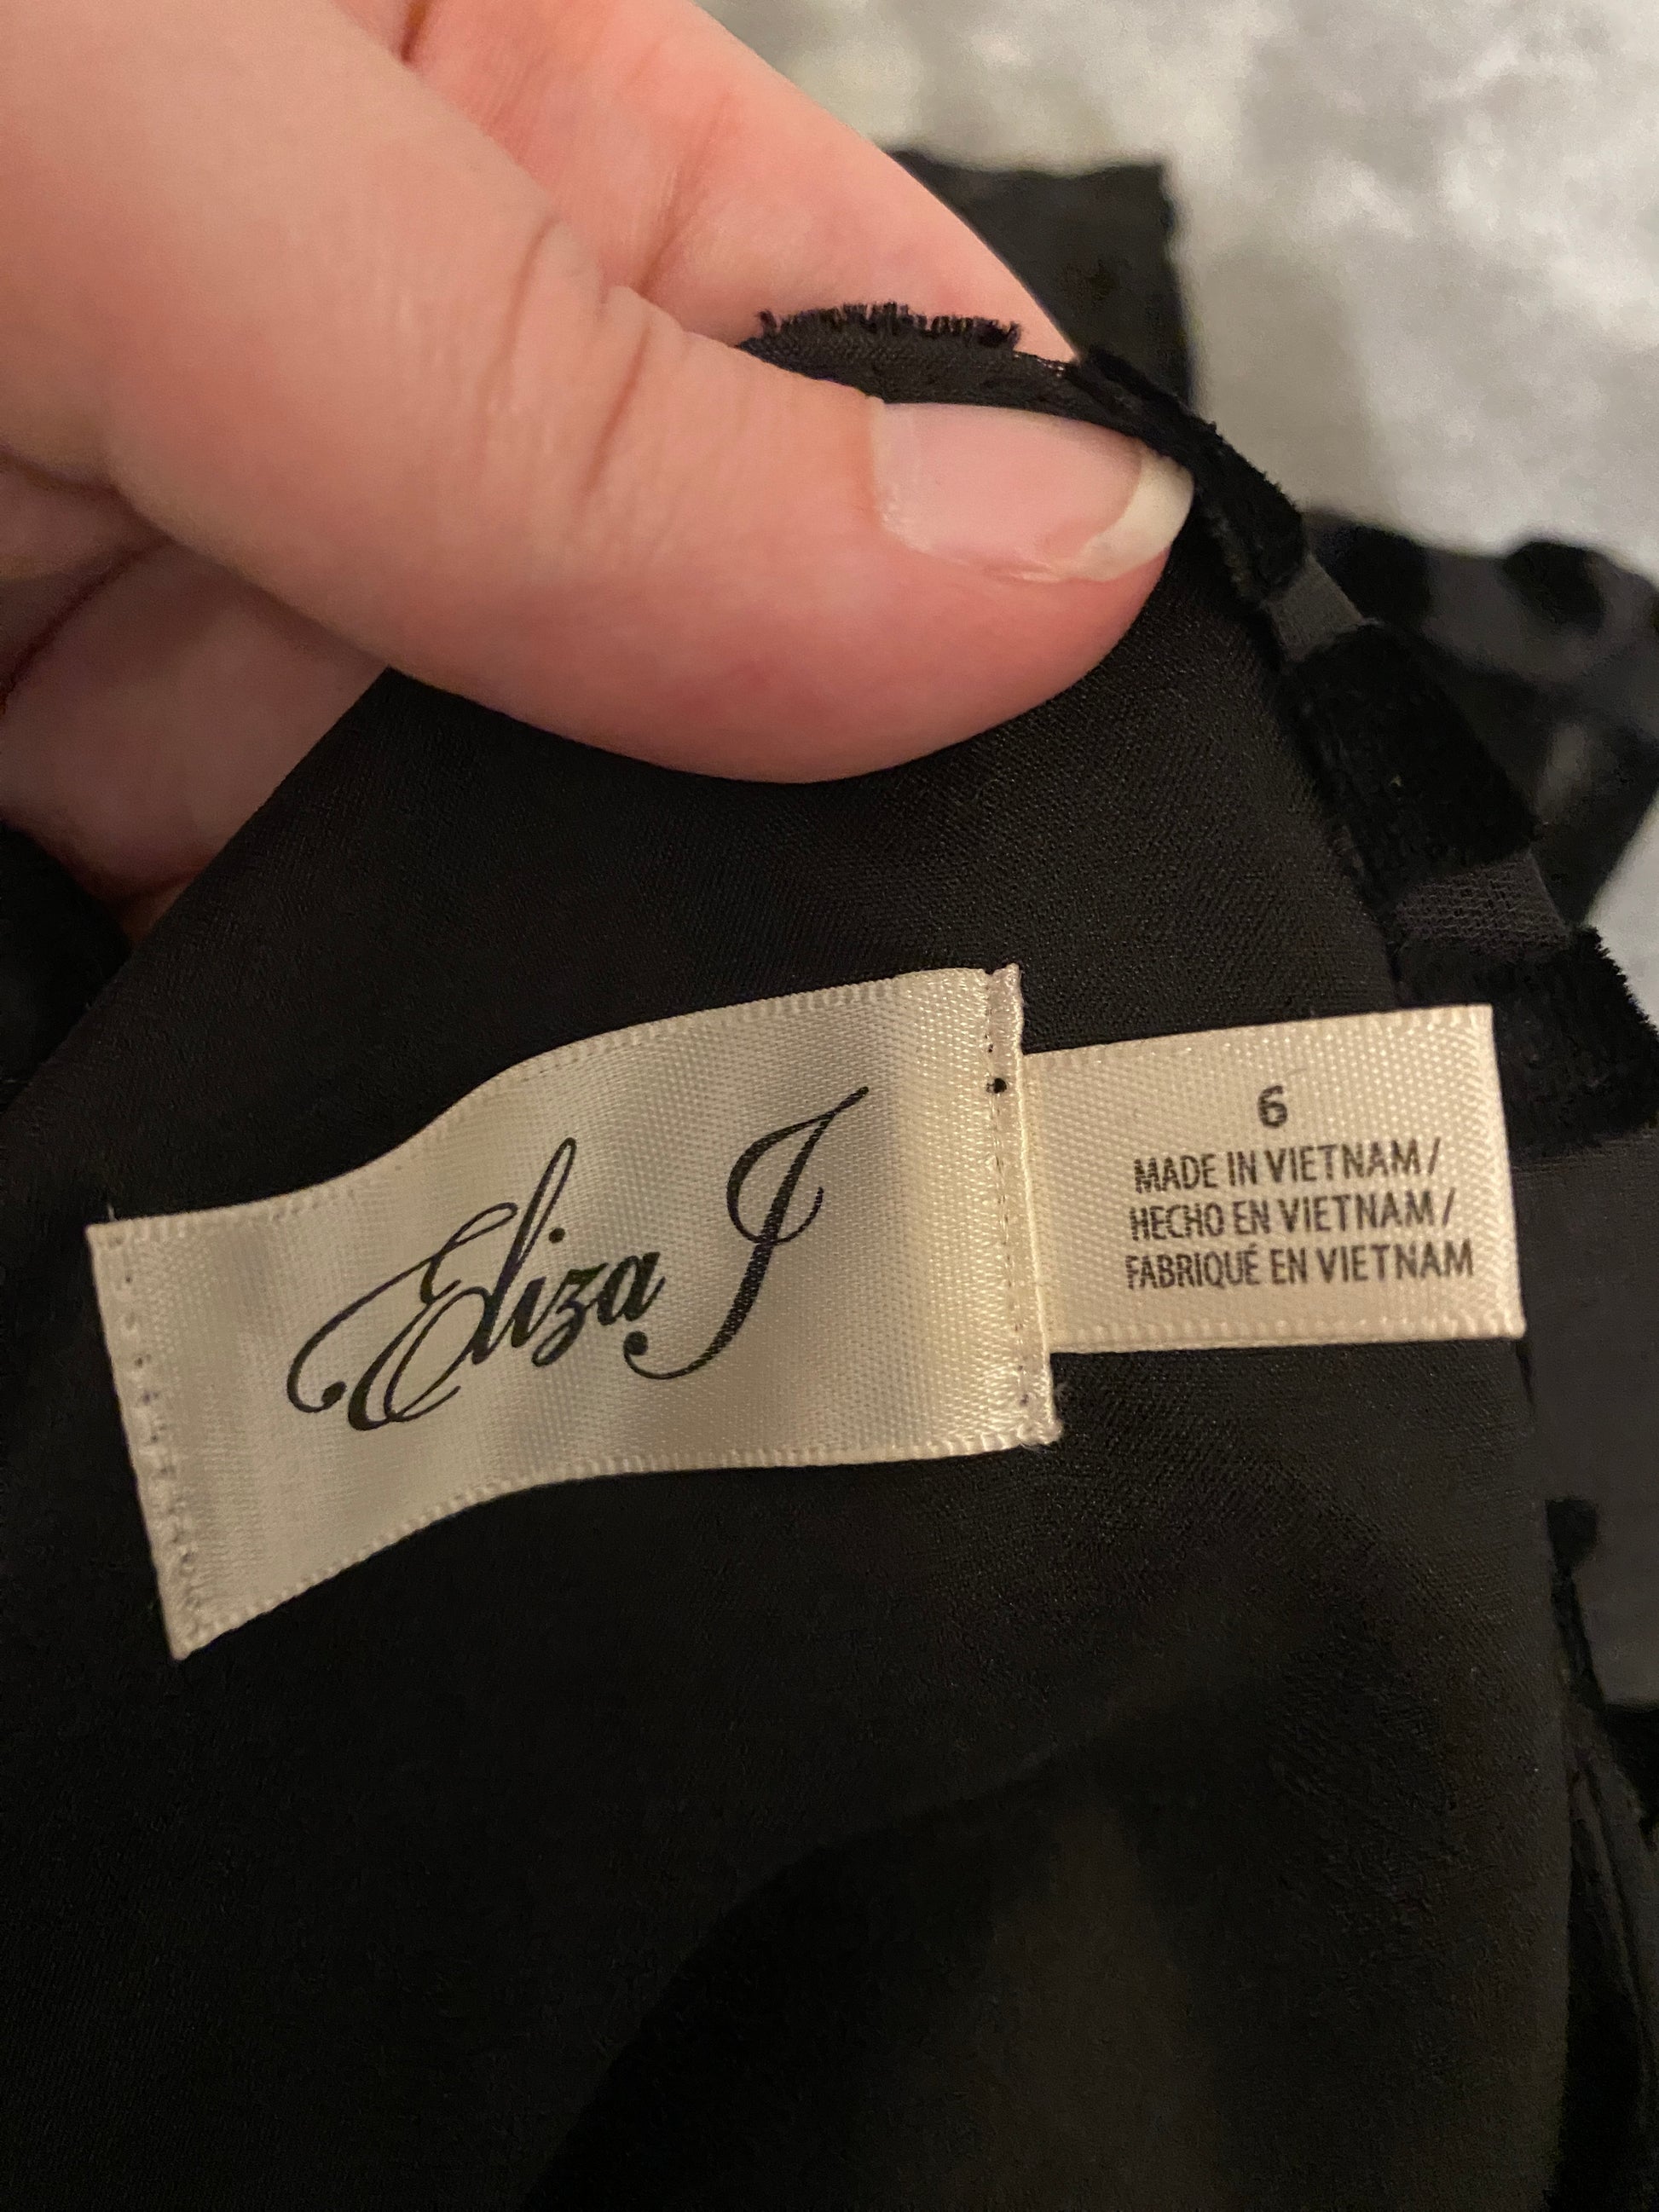 Eliza J
6
MADE IN VIETNAM/
HECHO EN VIETNAM/
FABRIQUÉ EN VIETNAM